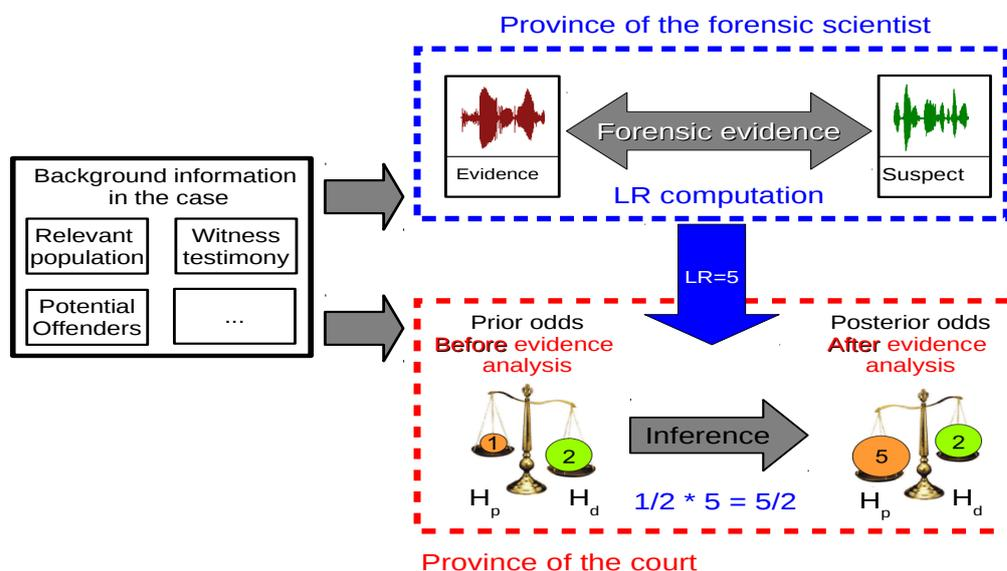 Province of the forensic scientist
Forensic evidence
Evidence
Suspect
LR computation
Background information
in the case
Relevant
population
Witness
testimony
Potential
Offenders
...
LR=5
Prior odds
Before evidence
analysis
Posterior odds
After evidence
analysis
1
2
Inference
5
2
Hp
Hd
1/2 * 5 = 5/2
Hp
Hd
Province of the court